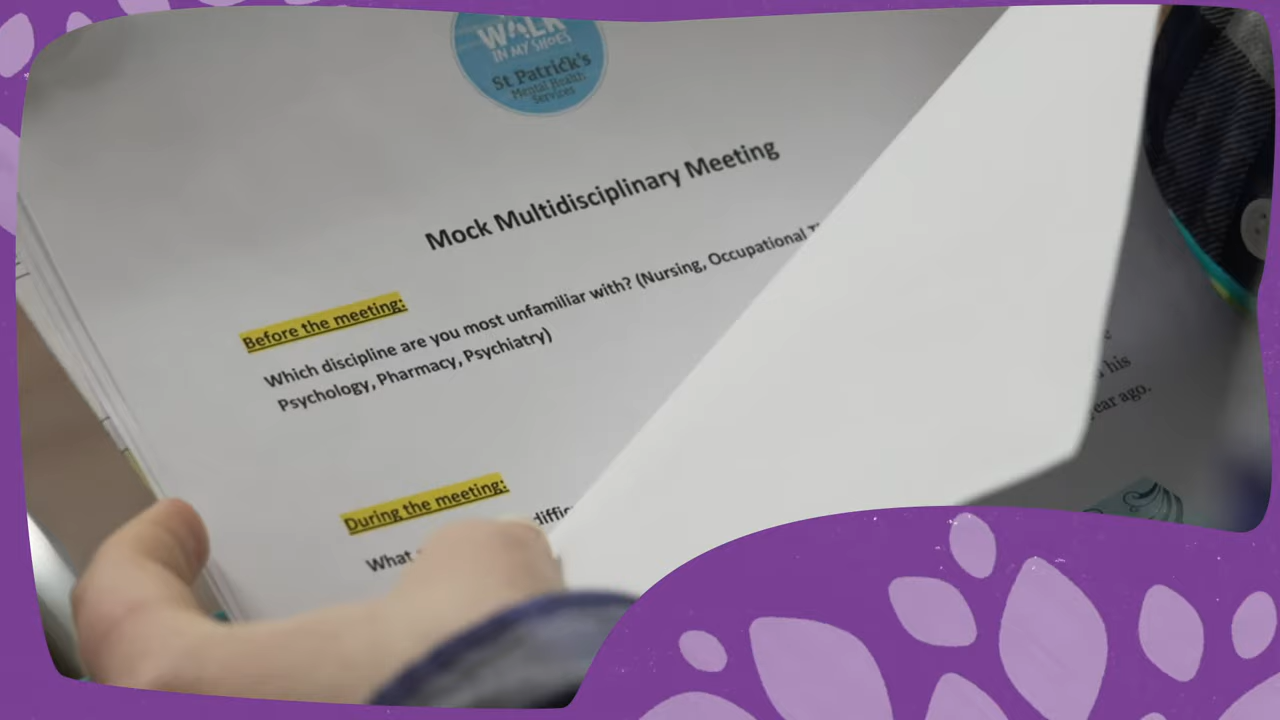 WALK
IN MY SHOES
St Patrick's
Mental Health
Services
Mock Multidisciplinary Meeting
Before the meeting:
Which discipline are you most unfamiliar with? (Nursing, Occupational
Psychology, Pharmacy, Psychiatry)
During the meeting:
What
his
ago.